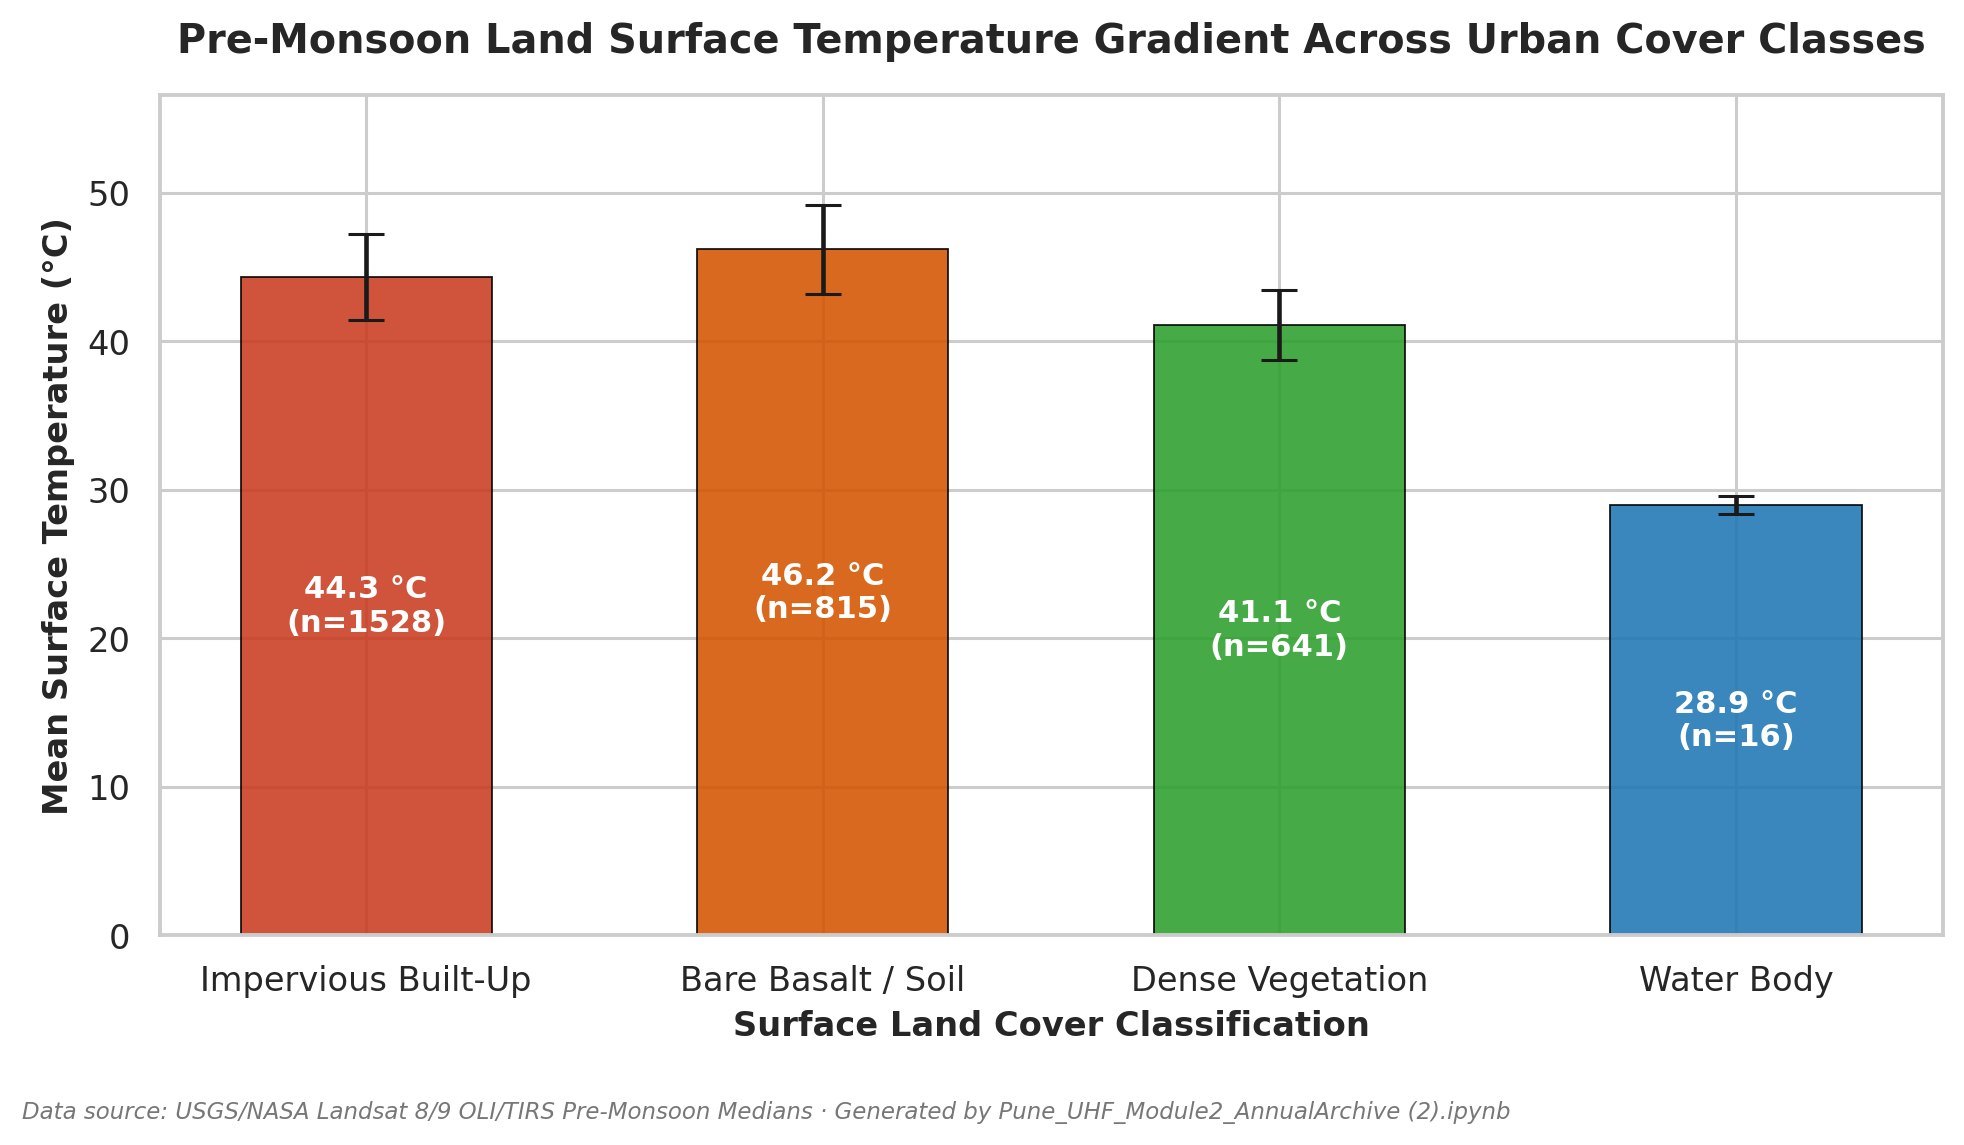 Pre-Monsoon Land Surface Temperature Gradient Across Urban Cover Classes
Mean Surface Temperature (°C)
50
40
30
20
10
0
44.3 °C
(n=1528)
46.2 °C
(n=815)
41.1 °C
(n=641)
28.9 °C
(n=16)
Impervious Built-Up
Bare Basalt / Soil
Dense Vegetation
Water Body
Surface Land Cover Classification
Data source: USGS/NASA Landsat 8/9 OLI/TIRS Pre-Monsoon Medians · Generated by Pune_UHF_Module2_AnnualArchive (2).ipynb